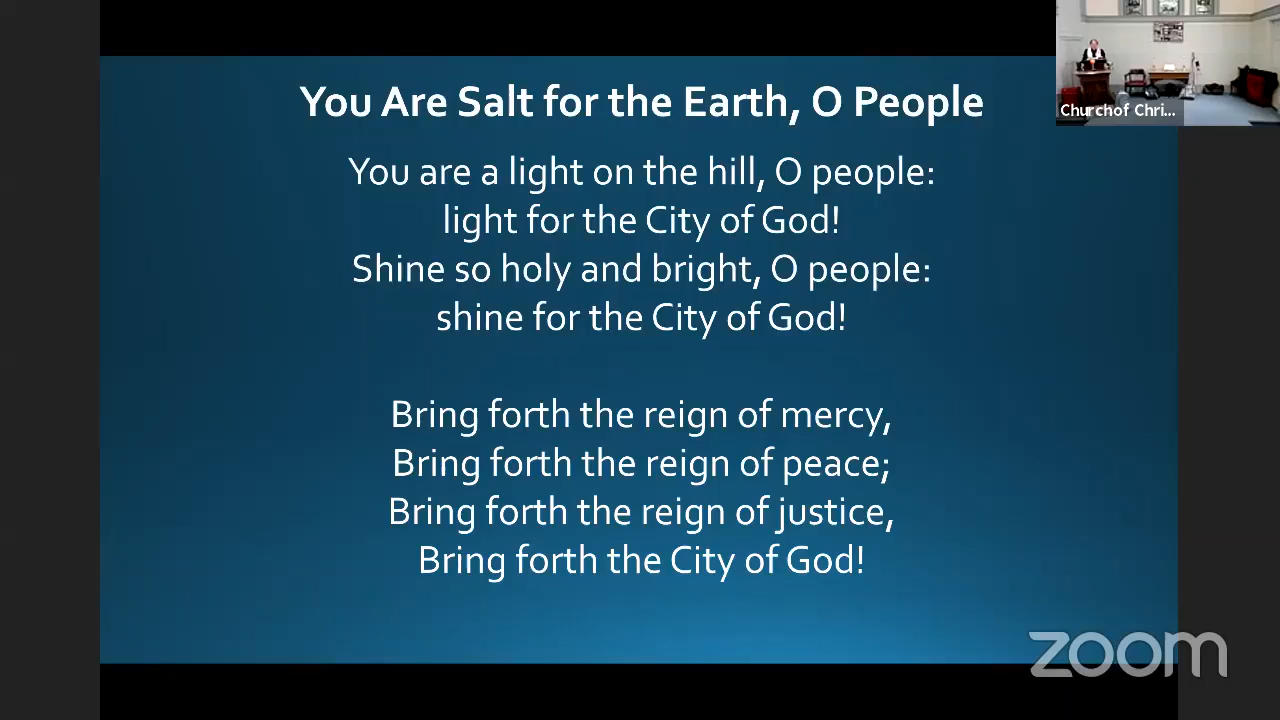 You Are Salt for the Earth, O People
You are a light on the hill, O people:
light for the City of God!
Shine so holy and bright, O people:
shine for the City of God!
Bring forth the reign of mercy,
Bring forth the reign of peace;
Bring forth the reign of justice,
Bring forth the City of God!
Churchof Chri...
zoom